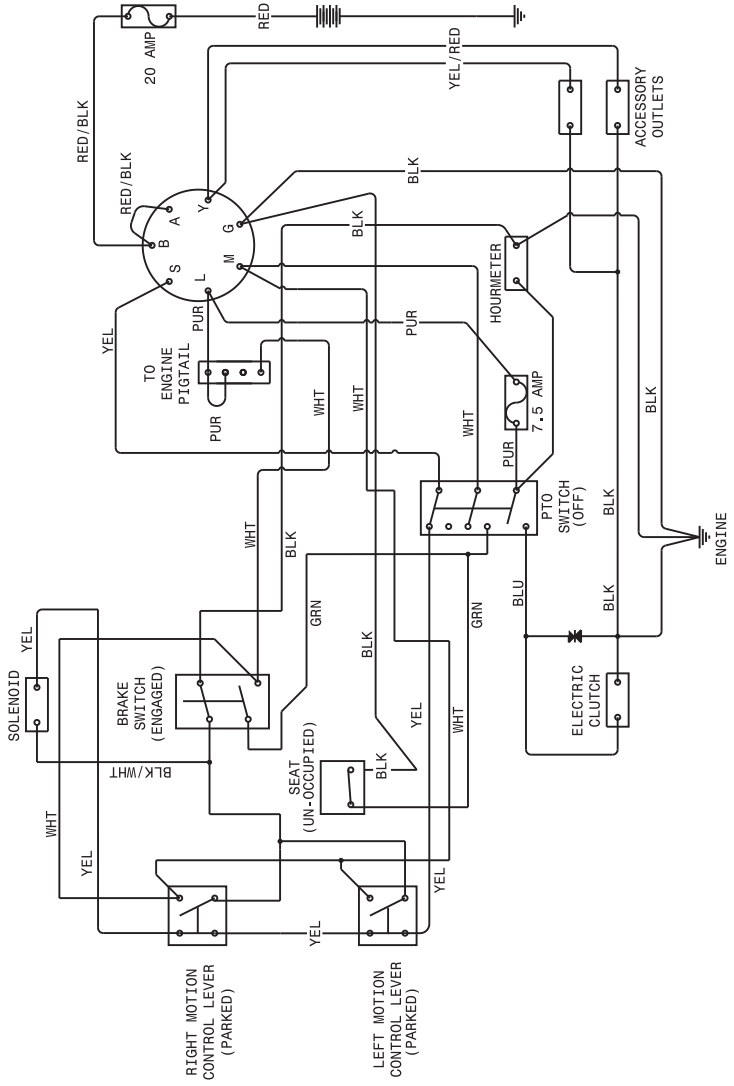 RED
20 AMP
RED/BLK
RED/BLK
YEL/RED
ACCESSORY
OUTLETS
A
Y
B
G
S
M
L
BLK
BLK
YEL
PUR
TO
ENGINE
PIGTAIL
PUR
HOURMETER
PUR
7.5 AMP
WHT
WHT
WHT
PUR
BLK
PTO
SWITCH
(OFF)
BLK
ENGINE
WHT
BLK
GRN
GRN
BLU
BLK
BLK
YEL
SOLENOID
BRAKE
SWITCH
(ENGAGED)
BLK/WHT
ELECTRIC
CLUTCH
YEL
WHT
SEAT
(UN-OCCUPIED)
BLK
WHT
YEL
YEL
YEL
RIGHT MOTION
CONTROL LEVER
(PARKED)
LEFT MOTION
CONTROL LEVER
(PARKED)